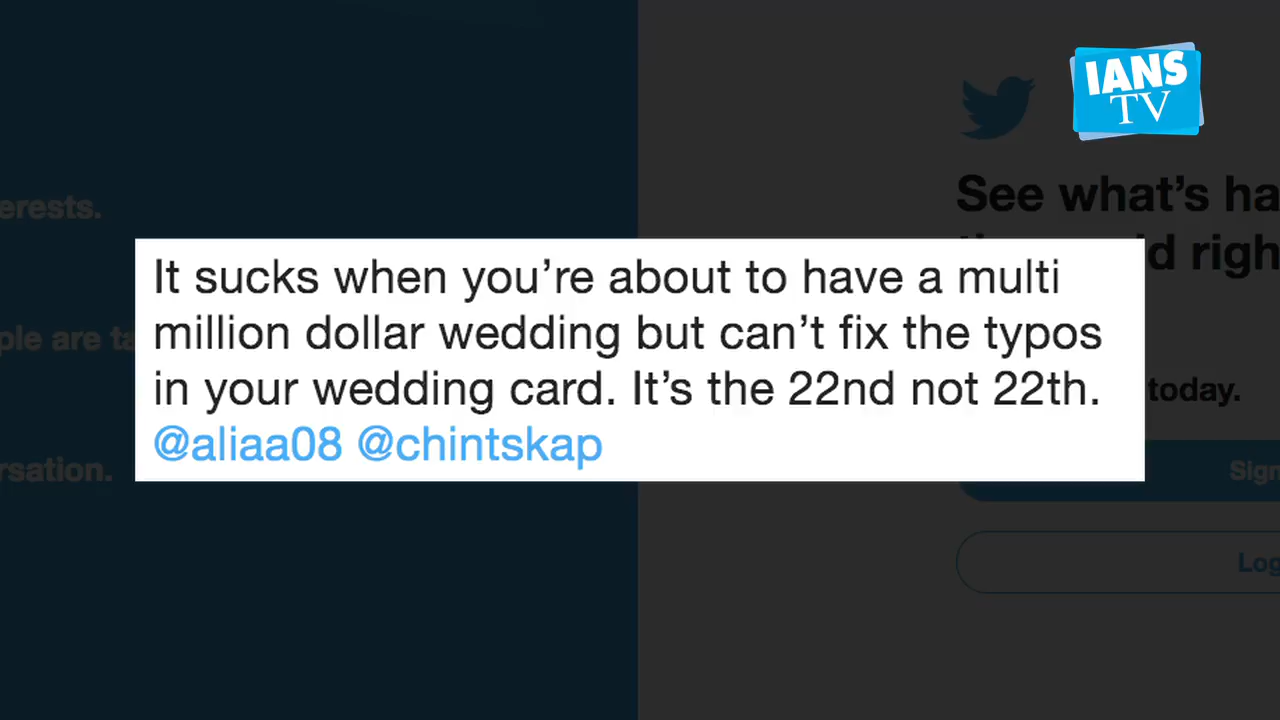 IANS
TV
See what's ha
erests.
d righ
It sucks when you're about to have a multi
million dollar wedding but can't fix the typos
in your wedding card. It's the 22nd not 22th.
@aliaa08 @chintskap
ple are ta
today.
rsation.
Sign
Log